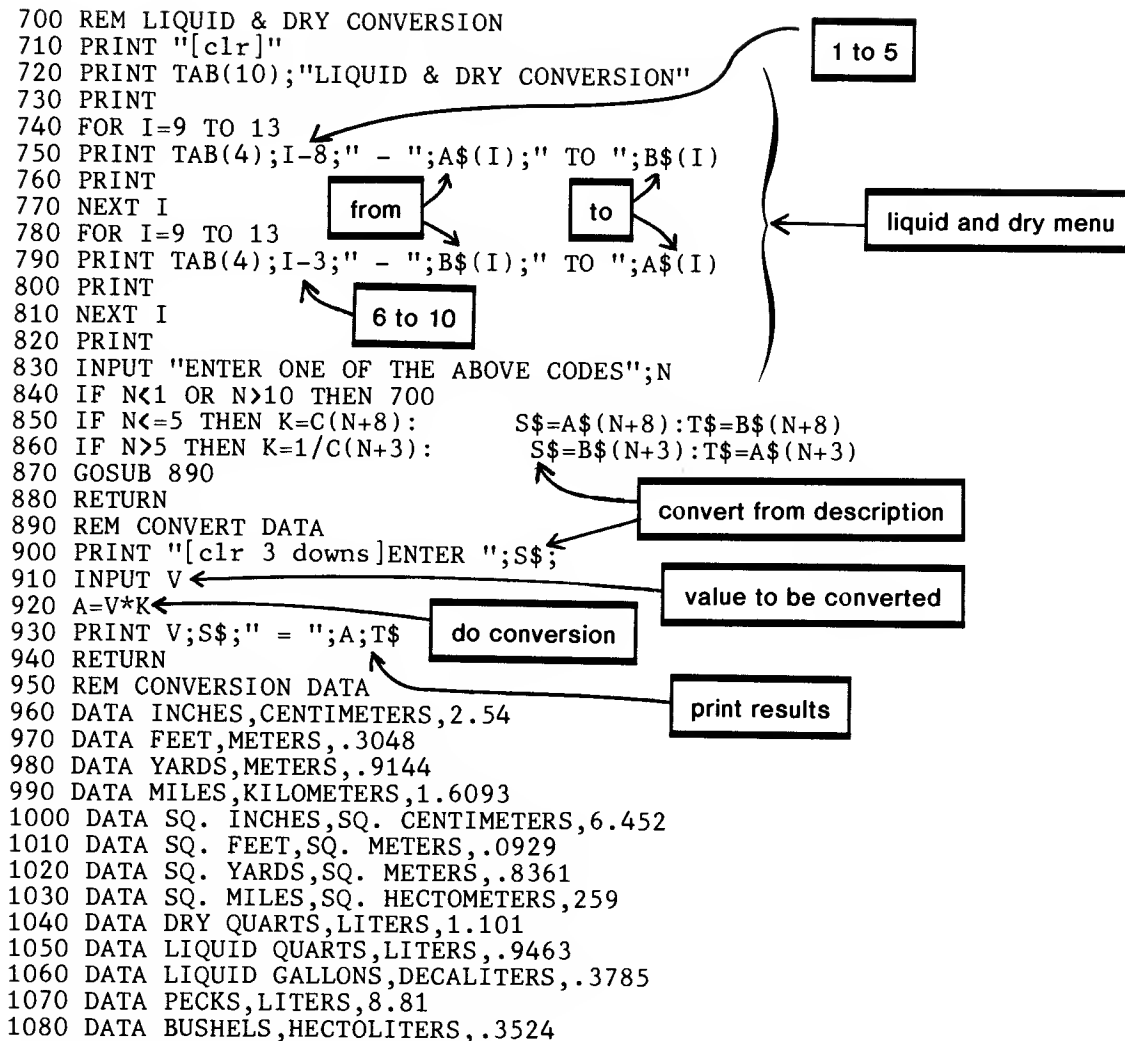 700 REM LIQUID & DRY CONVERSION
710 PRINT "[clr]"
1 to 5
720 PRINT TAB(10);"LIQUID & DRY CONVERSION"
730 PRINT
740 FOR I=9 TO 13
750 PRINT TAB(4);I-8;" - ";A$(I);" TO ";B$(I)
760 PRINT
from
to
770 NEXT I
liquid and dry menu
780 FOR I=9 TO 13
790 PRINT TAB(4);I-3;" - ";B$(I);" TO ";A$(I)
800 PRINT
810 NEXT I
6 to 10
820 PRINT
830 INPUT "ENTER ONE OF THE ABOVE CODES";N
840 IF N<1 OR N>10 THEN 700
850 IF N<=5 THEN K=C(N+8): S$=A$(N+8):T$=B$(N+8)
860 IF N>5 THEN K=1/C(N+3): S$=B$(N+3):T$=A$(N+3)
870 GOSUB 890
880 RETURN
convert from description
890 REM CONVERT DATA
900 PRINT "[clr 3 downs]ENTER ";S$;
910 INPUT V
value to be converted
920 A=V*K
do conversion
930 PRINT V;S$;" = ";A;T$
940 RETURN
950 REM CONVERSION DATA
print results
960 DATA INCHES,CENTIMETERS,2.54
970 DATA FEET,METERS,.3048
980 DATA YARDS,METERS,.9144
990 DATA MILES,KILOMETERS,1.6093
1000 DATA SQ. INCHES,SQ. CENTIMETERS,6.452
1010 DATA SQ. FEET,SQ. METERS,.0929
1020 DATA SQ. YARDS,SQ. METERS,.8361
1030 DATA SQ. MILES,SQ. HECTOMETERS,259
1040 DATA DRY QUARTS,LITERS,1.101
1050 DATA LIQUID QUARTS,LITERS,.9463
1060 DATA LIQUID GALLONS,DECALITERS,.3785
1070 DATA PECKS,LITERS,8.81
1080 DATA BUSHELS,HECTOLITERS,.3524